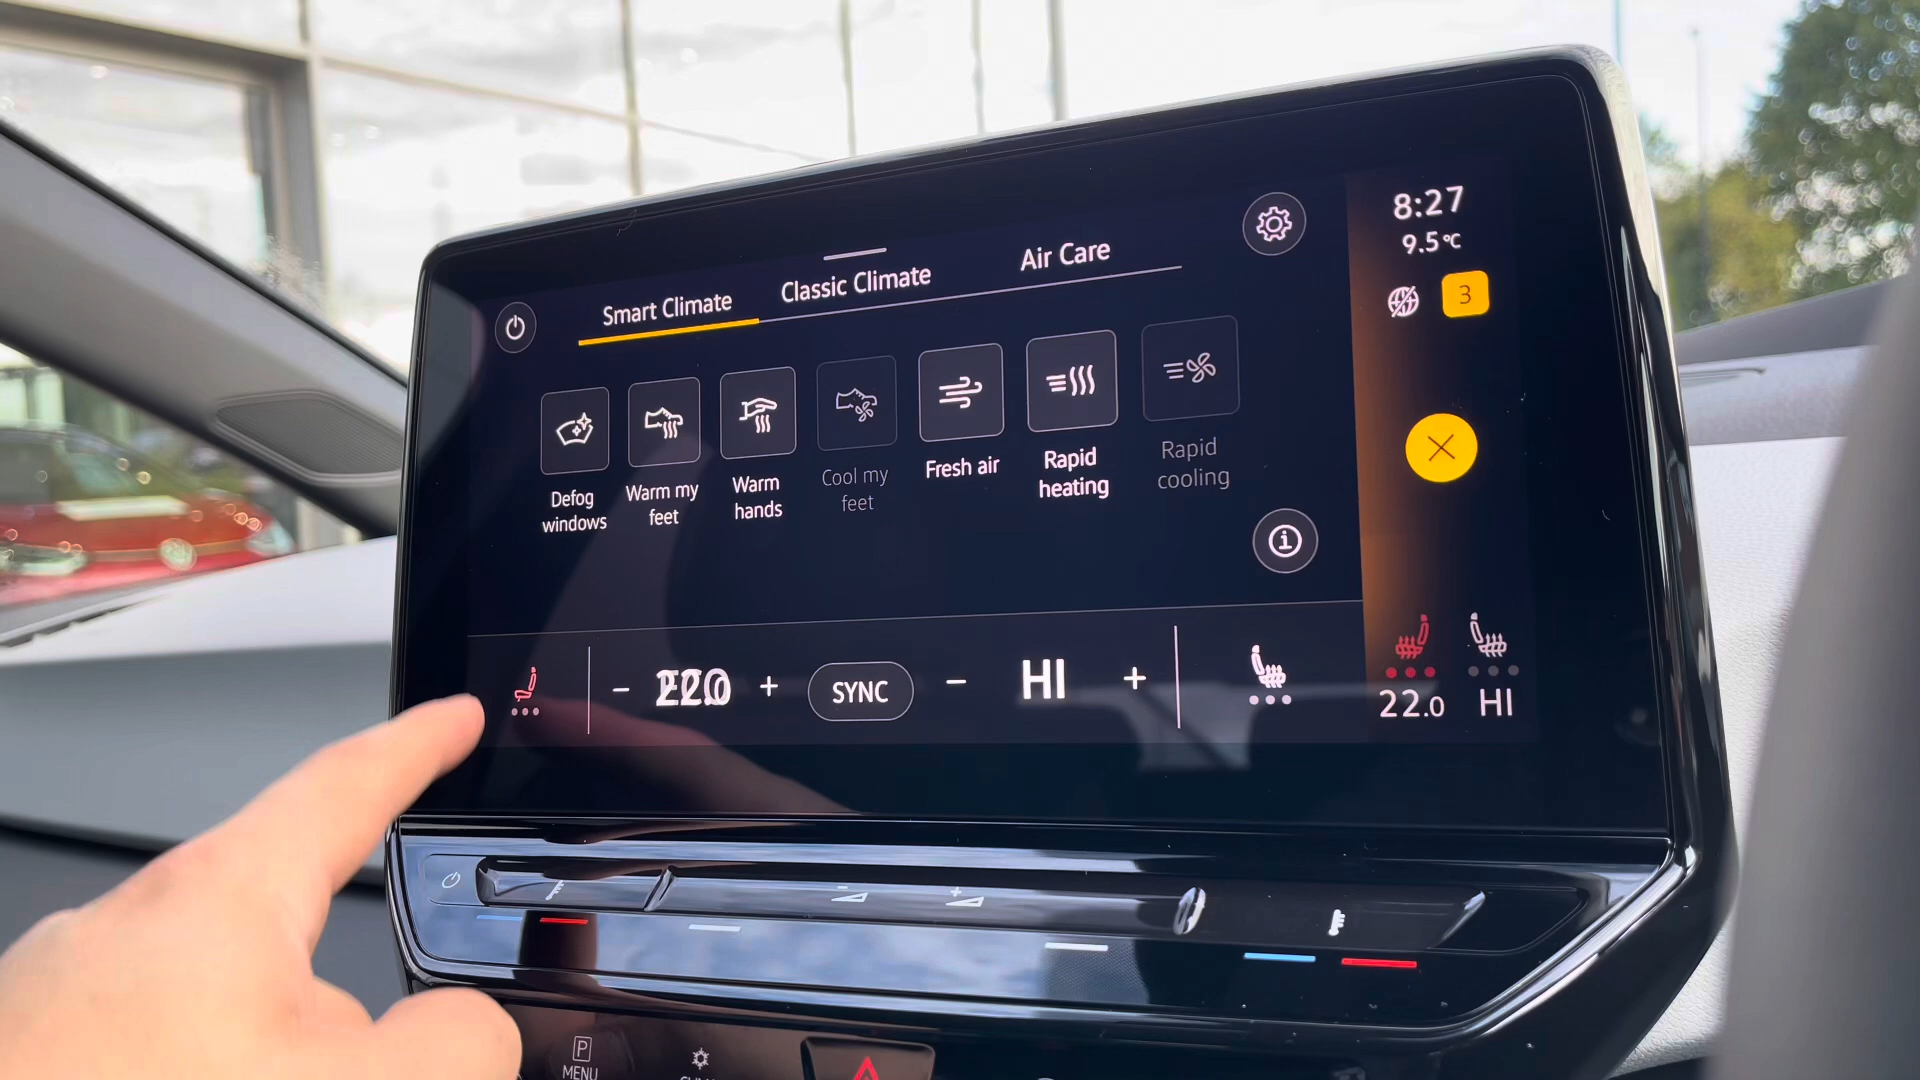 8:27
9.5°C
3
Smart Climate
Classic Climate
Air Care
Defog
windows
Warm my
feet
Warm
hands
Cool my
feet
Fresh air
Rapid
heating
Rapid
cooling
-
+
SYNC
-
HI
+
22.0
HI
P
MENU